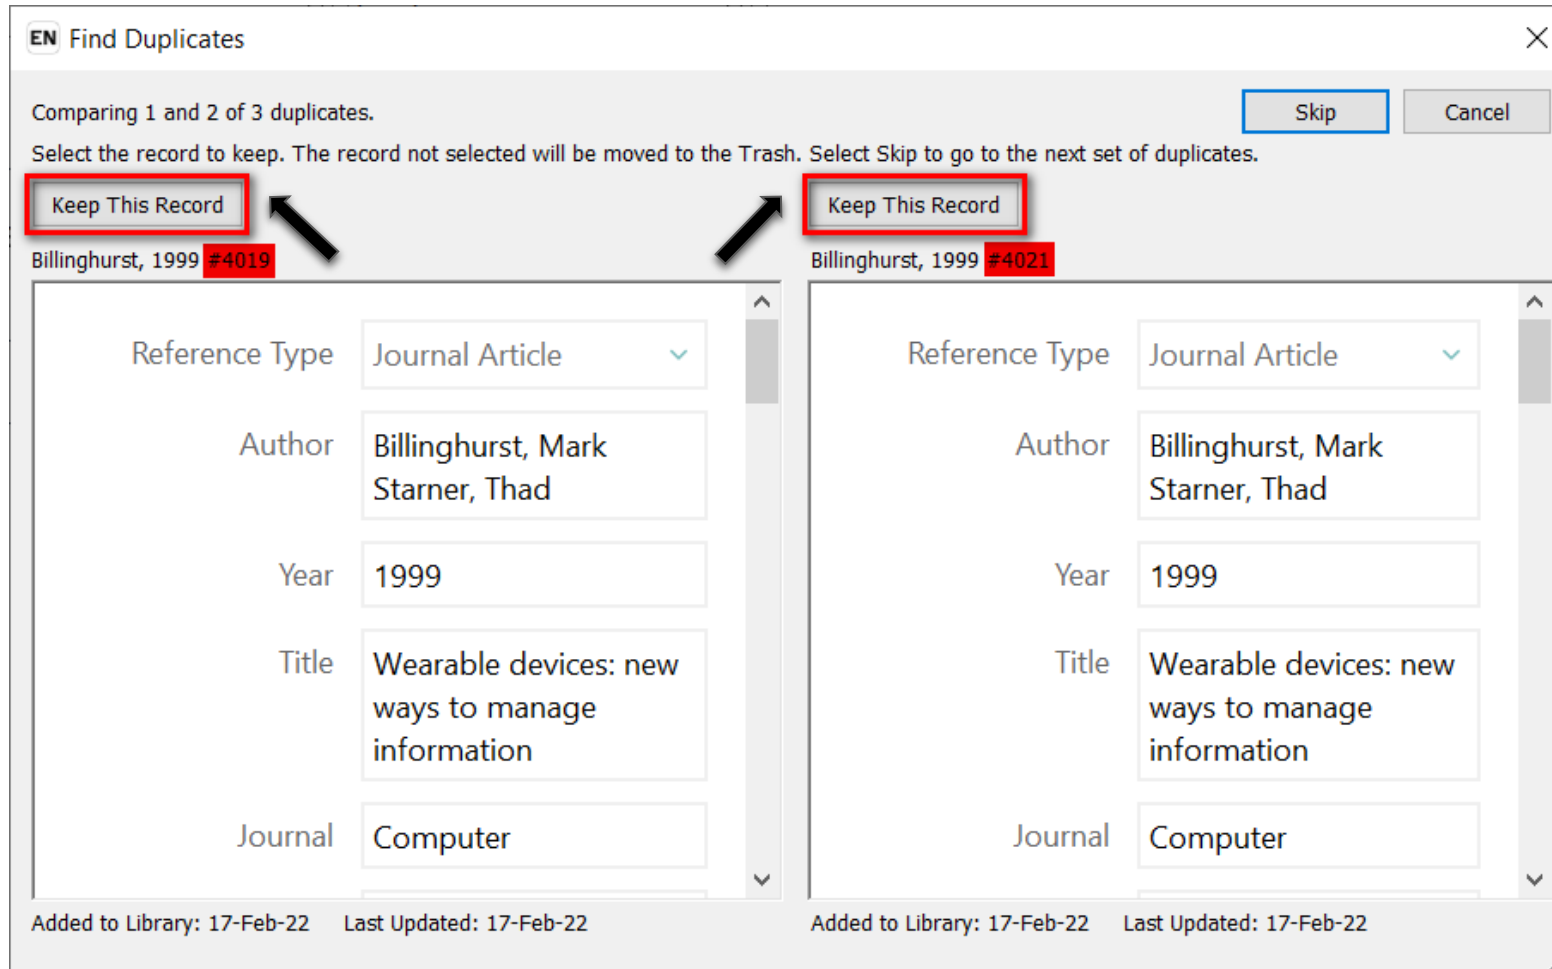 EN Find Duplicates
Comparing 1 and 2 of 3 duplicates.
Skip
Cancel
Select the record to keep. The record not selected will be moved to the Trash. Select Skip to go to the next set of duplicates.
Keep This Record
Billinghurst, 1999 #4019
Reference Type
Journal Article
Author
Billinghurst, Mark
Starner, Thad
Year
1999
Title
Wearable devices: new
ways to manage
information
Journal
Computer
Added to Library: 17-Feb-22 Last Updated: 17-Feb-22
Keep This Record
Billinghurst, 1999 #4021
Reference Type
Journal Article
Author
Billinghurst, Mark
Starner, Thad
Year
1999
Title
Wearable devices: new
ways to manage
information
Journal
Computer
Added to Library: 17-Feb-22 Last Updated: 17-Feb-22